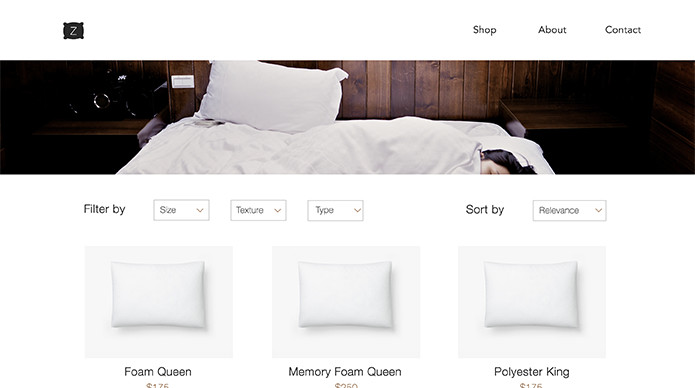 Z
Shop
About
Contact
Filter by
Size
Texture
Type
Sort by
Relevance
Foam Queen
Memory Foam Queen
Polyester King
$175
$250
$175